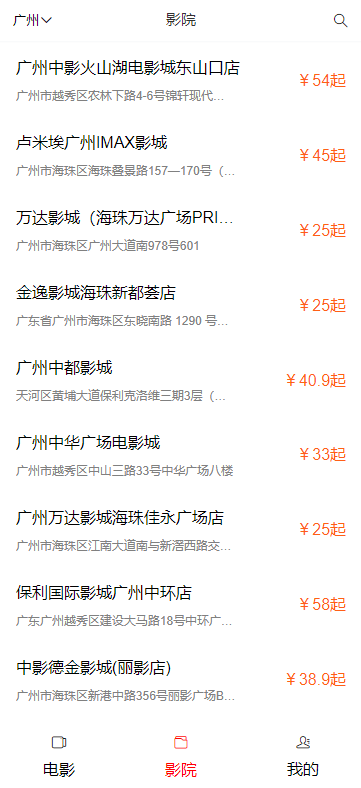 广州
影院
广州中影火山湖电影城东山口店
¥54起
广州市越秀区农林下路4-6号锦轩现代...
卢米埃广州IMAX影城
¥45起
广州市海珠区海珠叠景路157—170号（...
万达影城（海珠万达广场PRI...
¥25起
广州市海珠区广州大道南978号601
金逸影城海珠新都荟店
¥25起
广东省广州市海珠区东晓南路 1290 号...
广州中都影城
¥40.9起
天河区黄埔大道保利克洛维三期3层（...
广州中华广场电影城
¥33起
广州市越秀区中山三路33号中华广场八楼
广州万达影城海珠佳永广场店
¥25起
广州市海珠区江南大道南与新滘西路交...
保利国际影城广州中环店
¥58起
广东广州越秀区建设大马路18号中环广...
中影德金影城(丽影店)
¥38.9起
广州市海珠区新港中路356号丽影广场B...
电影
影院
我的